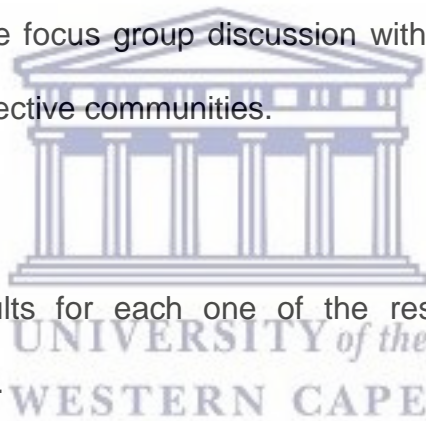 e focus group discussion with
ective communities.
ults for each one of the res
UNIVERSITY of the
WESTERN CAPE